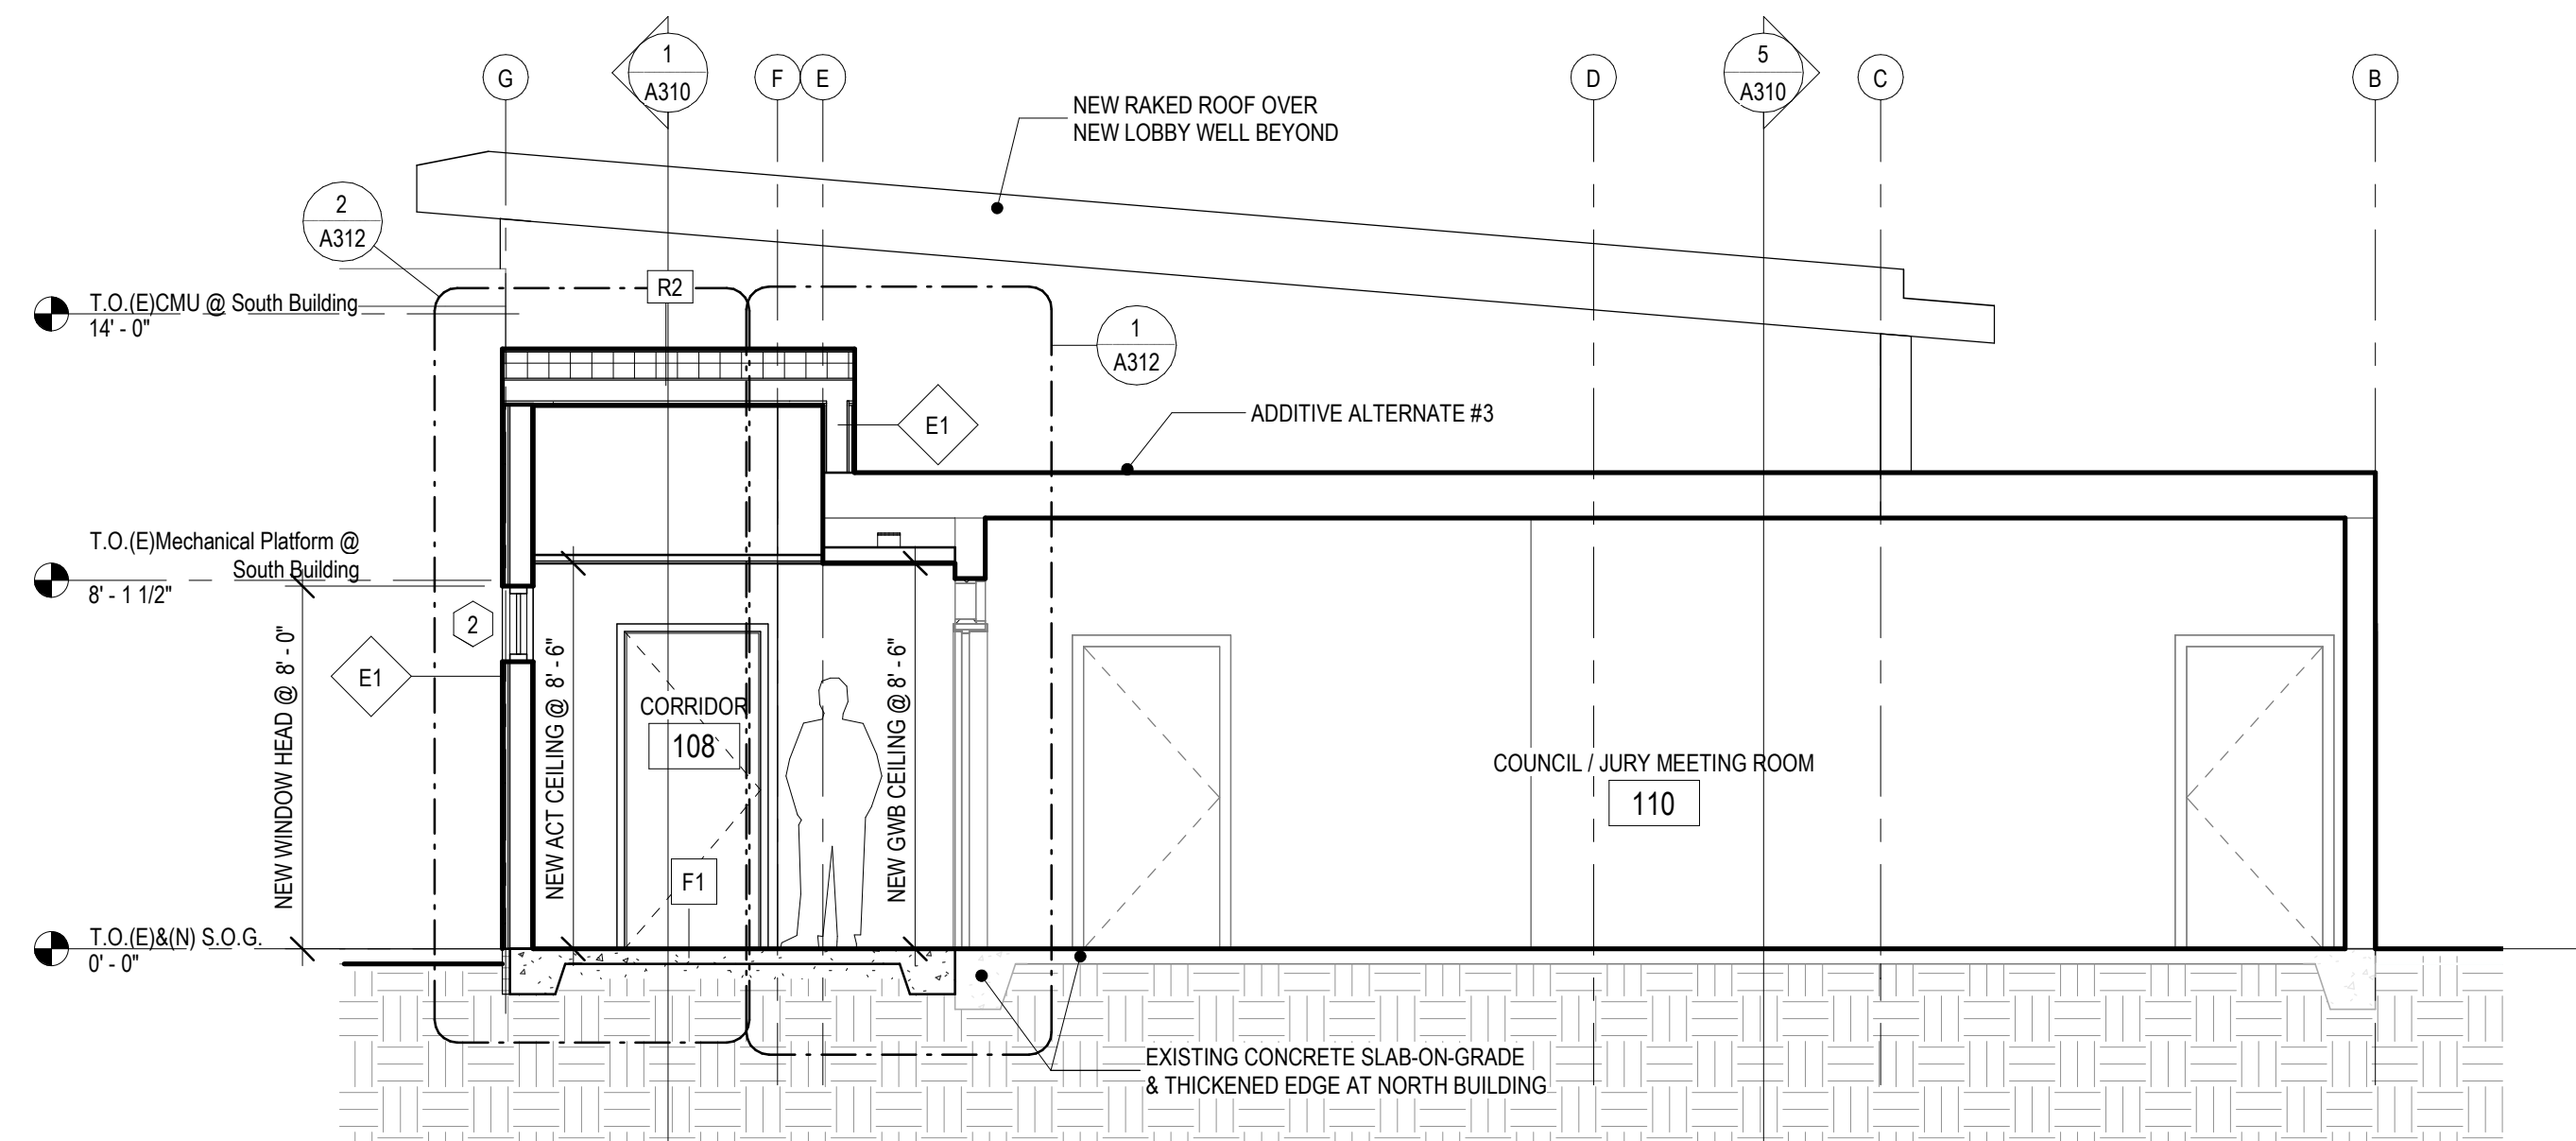 G
1
A310
F
E
D
5
A310
C
B
NEW RAKED ROOF OVER
NEW LOBBY WELL BEYOND
2
A312
R2
T.O.(E)CMU @ South Building
14' - 0"
1
A312
E1
ADDITIVE ALTERNATE #3
T.O.(E)Mechanical Platform @
South Building
8' - 1 1/2"
2
E1
NEW WINDOW HEAD @ 8' - 0"
NEW ACT CEILING @ 8' - 6"
CORRIDOR
108
NEW GWB CEILING @ 8' - 6"
COUNCIL / JURY MEETING ROOM
110
F1
T.O.(E)&(N) S.O.G.
0' - 0"
EXISTING CONCRETE SLAB-ON-GRADE
& THICKENED EDGE AT NORTH BUILDING